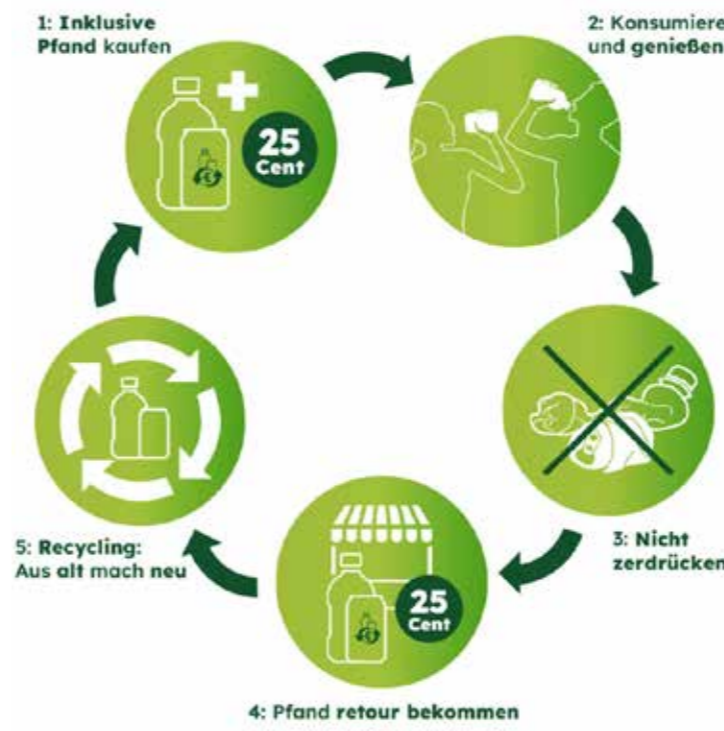 1: Inklusive
Pfand kaufen
25
Cent
2: Konsumiere
und genießen
3: Nicht
zerdrücken
25
Cent
4: Pfand retour bekommen
5: Recycling:
Aus alt mach neu